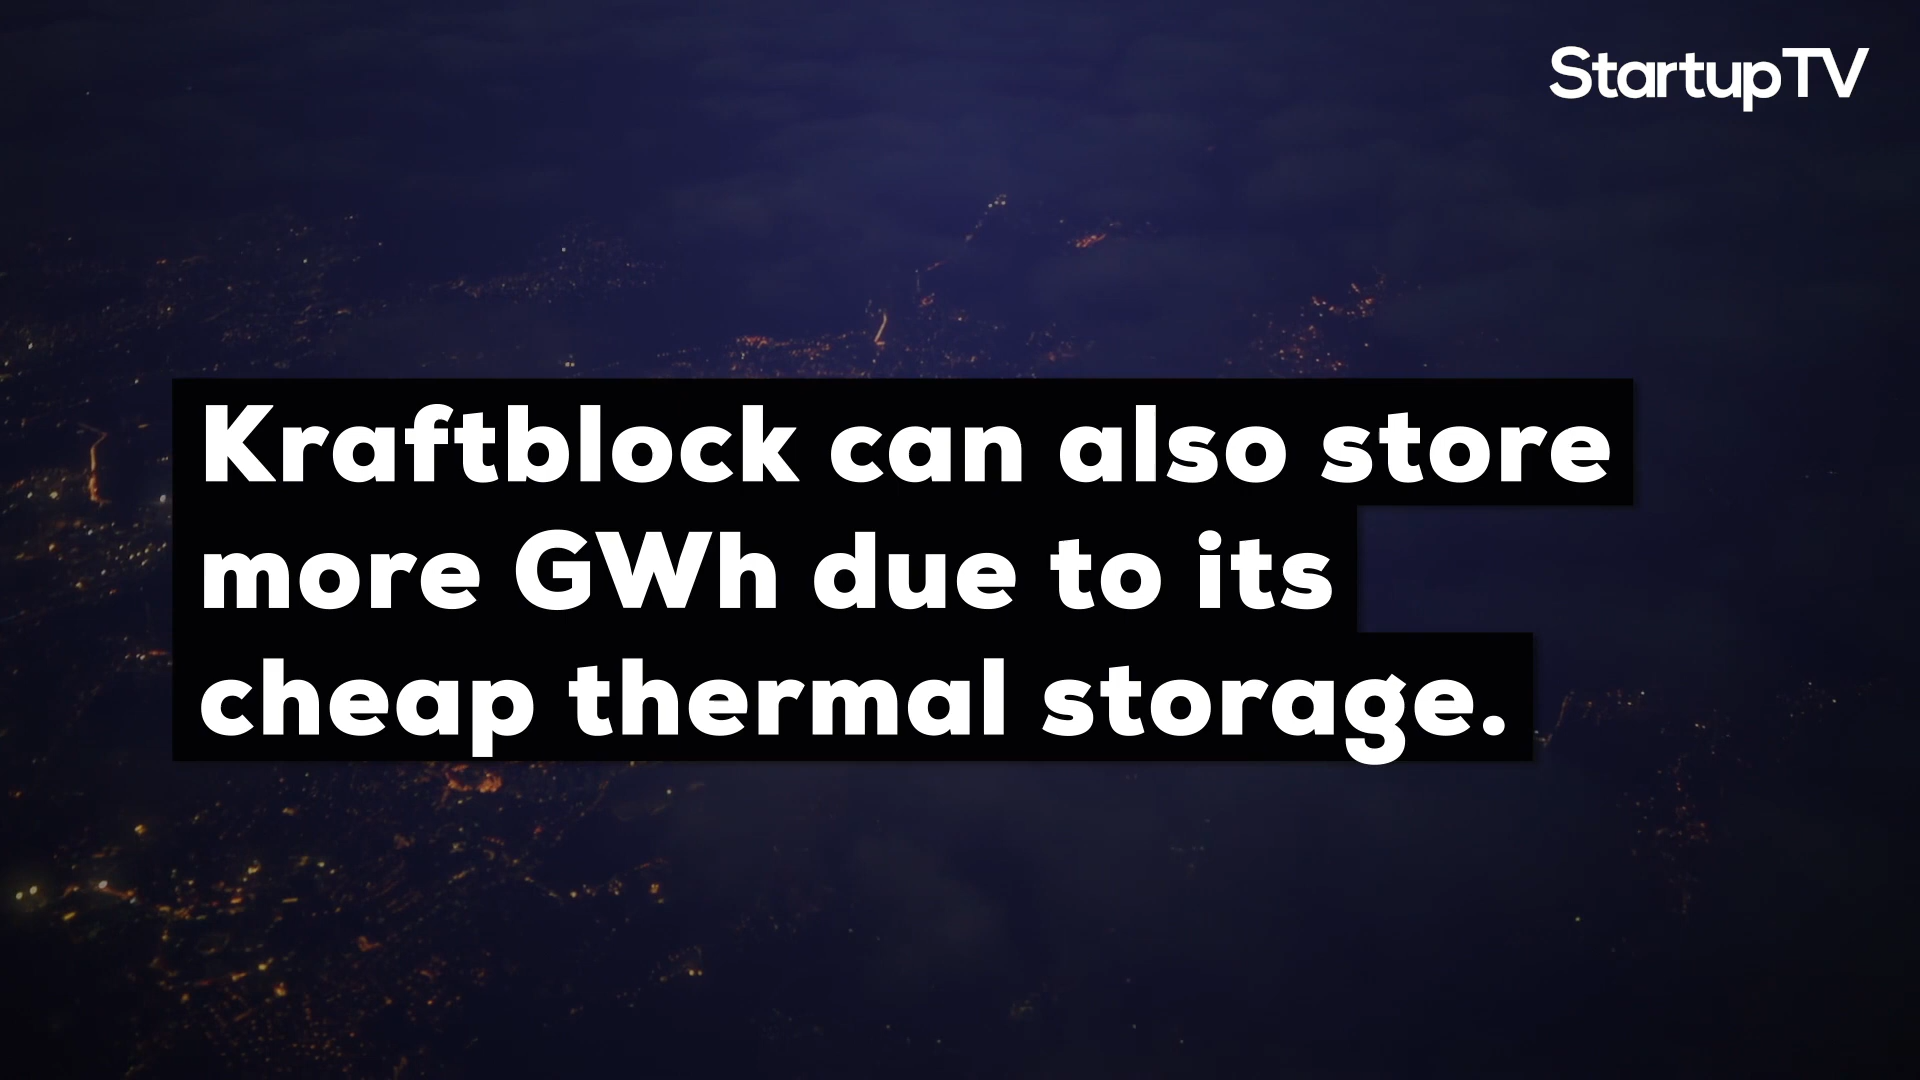 StartupTV
Kraftblock can also store
more GWh due to its
cheap thermal storage.